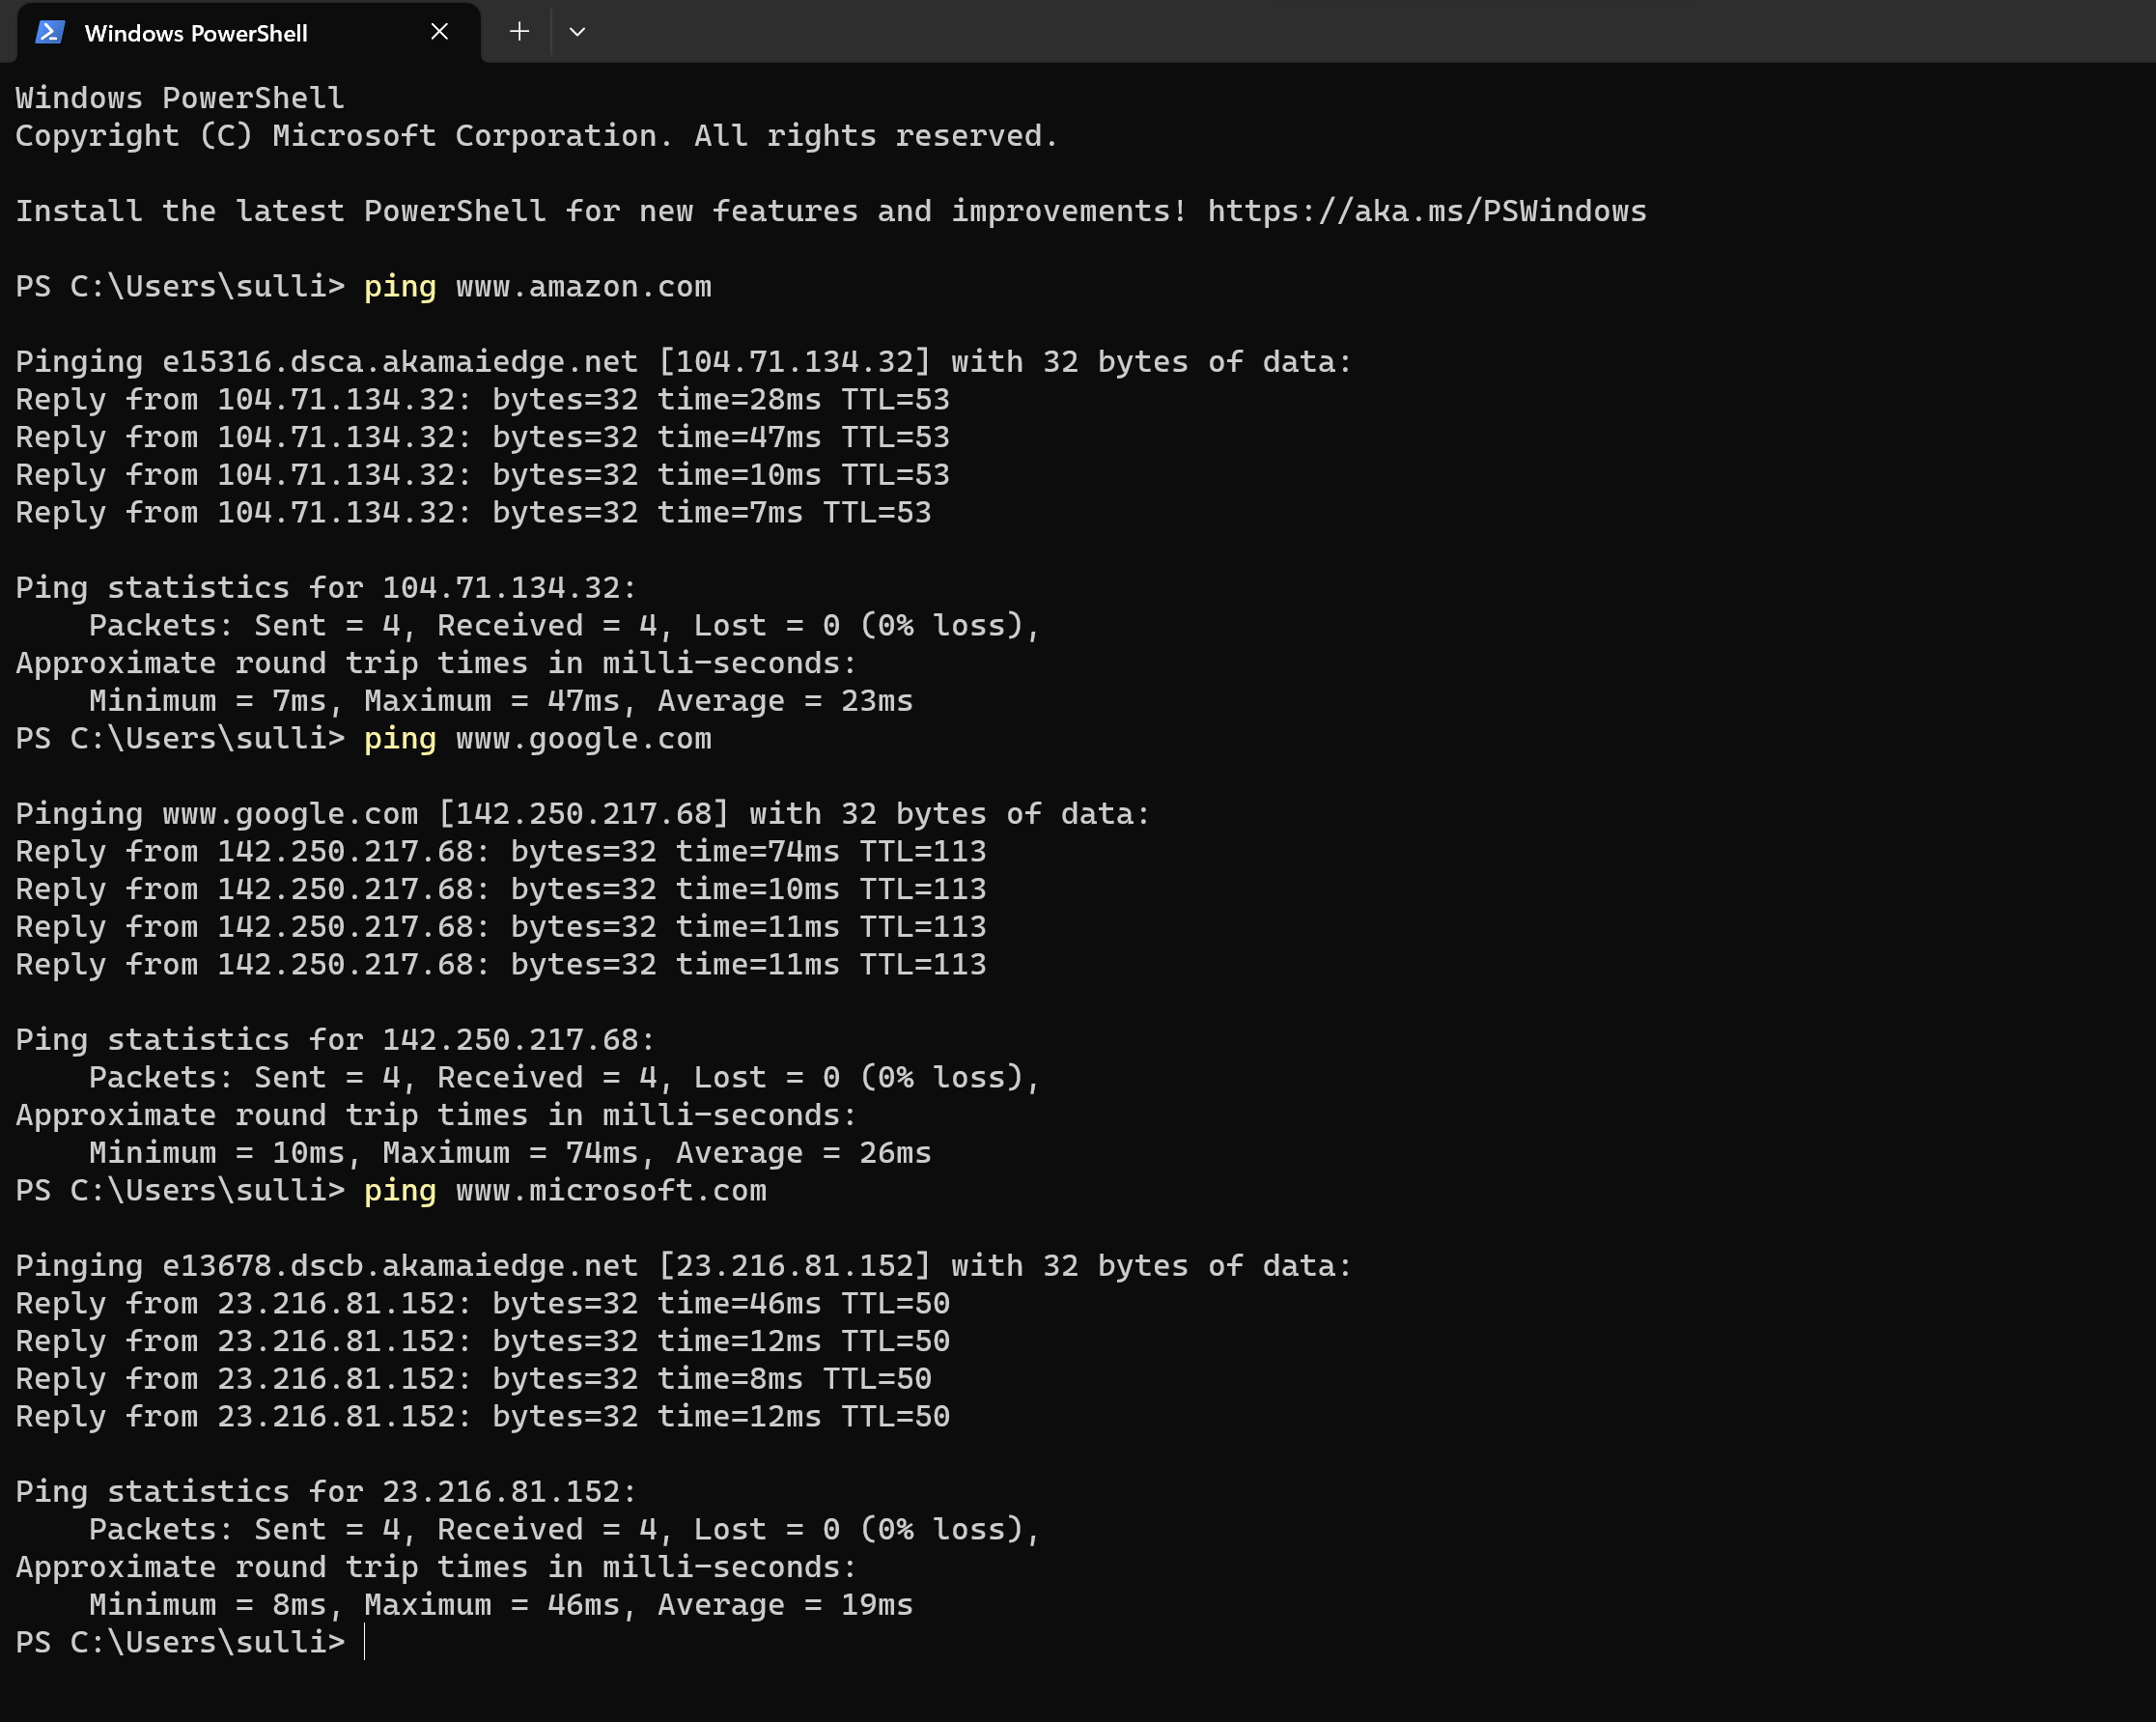 Windows PowerShell
Windows PowerShell
Copyright (C) Microsoft Corporation. All rights reserved.
Install the latest PowerShell for new features and improvements! https://aka.ms/PSWindows
PS C:\Users\sulli> ping www.amazon.com
Pinging e15316.dsca.akamaiedge.net [104.71.134.32] with 32 bytes of data:
Reply from 104.71.134.32: bytes=32 time=28ms TTL=53
Reply from 104.71.134.32: bytes=32 time=47ms TTL=53
Reply from 104.71.134.32: bytes=32 time=10ms TTL=53
Reply from 104.71.134.32: bytes=32 time=7ms TTL=53
Ping statistics for 104.71.134.32:
    Packets: Sent = 4, Received = 4, Lost = 0 (0% loss),
Approximate round trip times in milli-seconds:
    Minimum = 7ms, Maximum = 47ms, Average = 23ms
PS C:\Users\sulli> ping www.google.com
Pinging www.google.com [142.250.217.68] with 32 bytes of data:
Reply from 142.250.217.68: bytes=32 time=74ms TTL=113
Reply from 142.250.217.68: bytes=32 time=10ms TTL=113
Reply from 142.250.217.68: bytes=32 time=11ms TTL=113
Reply from 142.250.217.68: bytes=32 time=11ms TTL=113
Ping statistics for 142.250.217.68:
    Packets: Sent = 4, Received = 4, Lost = 0 (0% loss),
Approximate round trip times in milli-seconds:
    Minimum = 10ms, Maximum = 74ms, Average = 26ms
PS C:\Users\sulli> ping www.microsoft.com
Pinging e13678.dscb.akamaiedge.net [23.216.81.152] with 32 bytes of data:
Reply from 23.216.81.152: bytes=32 time=46ms TTL=50
Reply from 23.216.81.152: bytes=32 time=12ms TTL=50
Reply from 23.216.81.152: bytes=32 time=8ms TTL=50
Reply from 23.216.81.152: bytes=32 time=12ms TTL=50
Ping statistics for 23.216.81.152:
    Packets: Sent = 4, Received = 4, Lost = 0 (0% loss),
Approximate round trip times in milli-seconds:
    Minimum = 8ms, Maximum = 46ms, Average = 19ms
PS C:\Users\sulli>